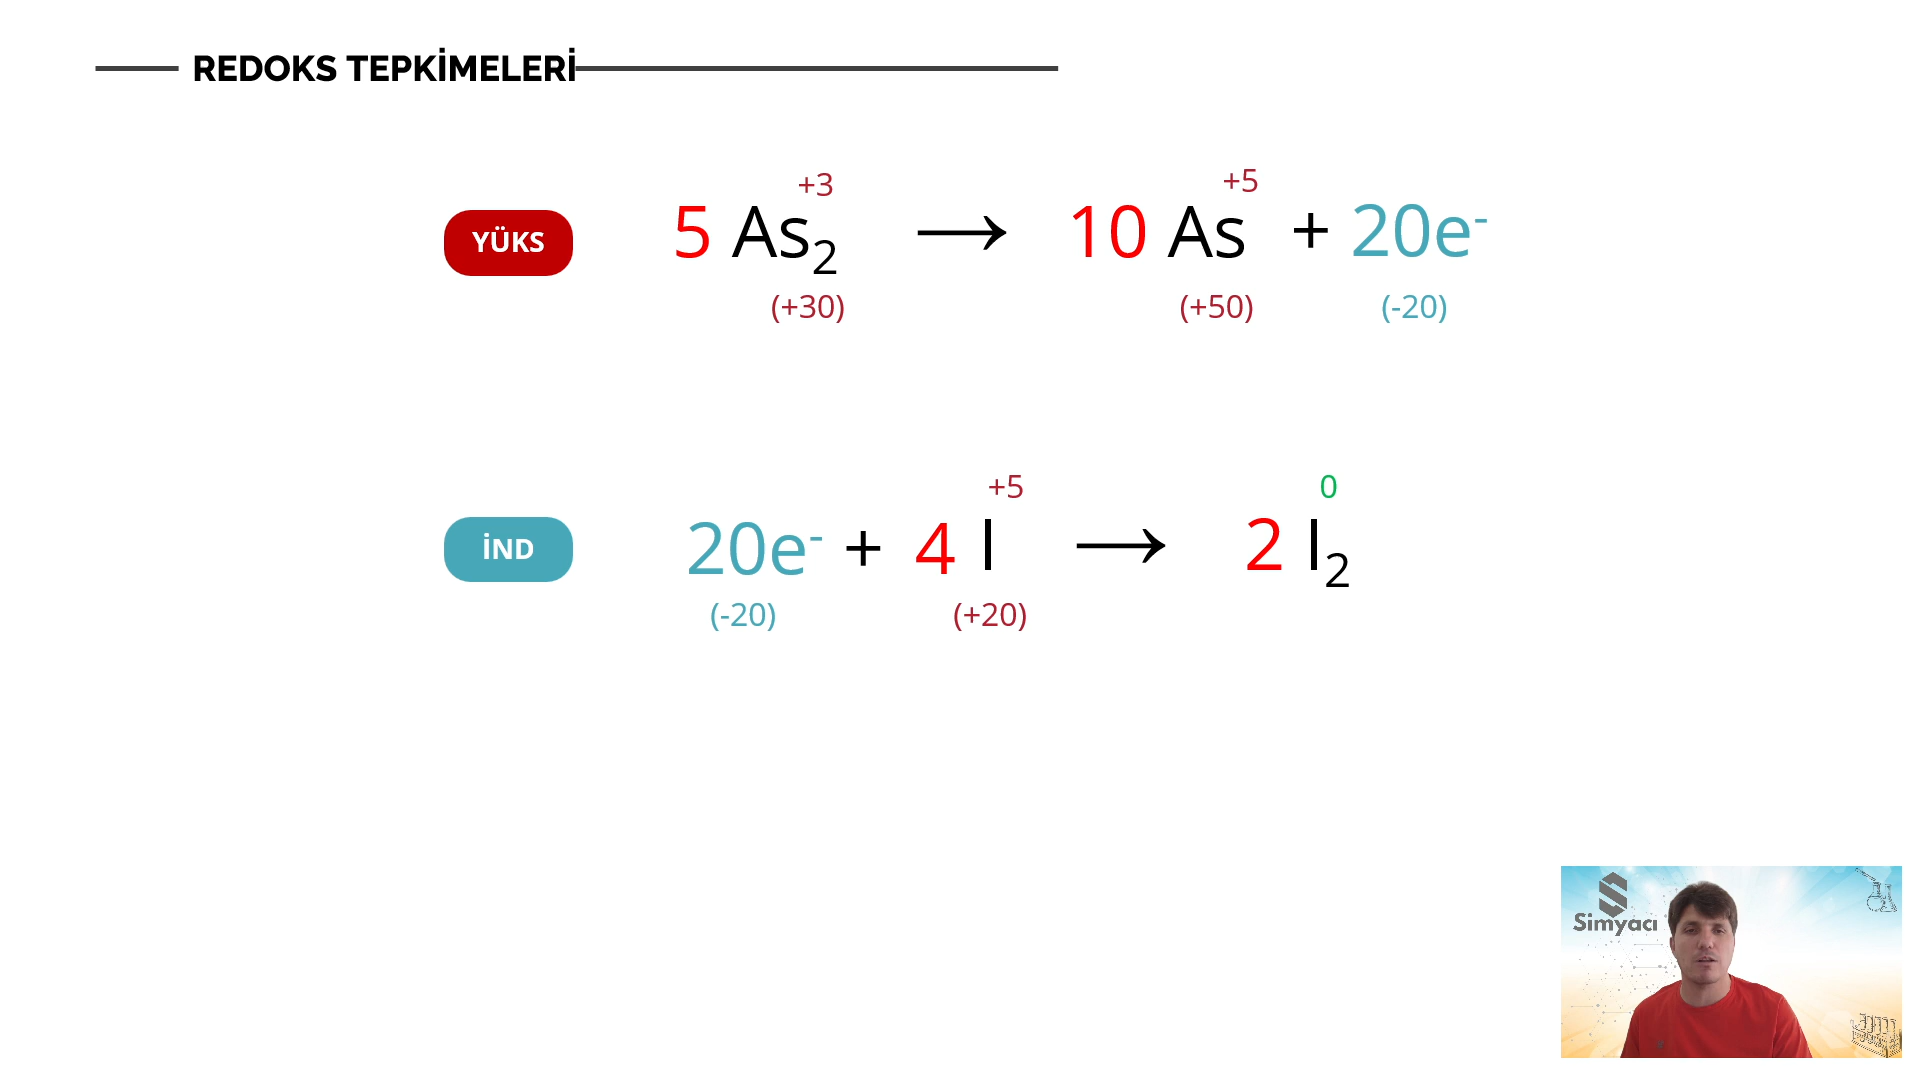 REDOKS TEPKİMELERİ
+3 +5
YÜKS 5 As₂ → 10 As + 20e⁻
(+30) (+50) (-20)
+5 0
İND 20e⁻ + 4 I → 2 I₂
(-20) (+20)
Simyacı